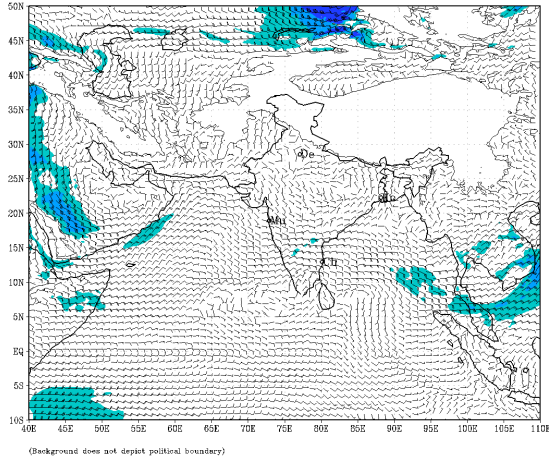 50N
45N
40N
35N
30N
De
25N
Ko
20N
Mu
15N
Ch
10N
5N
EQ
5S
10S
40E 45E 50E 55E 60E 65E 70E 75E 80E 85E 90E 95E 100E 105E 110E
(Background does not depict political boundary)